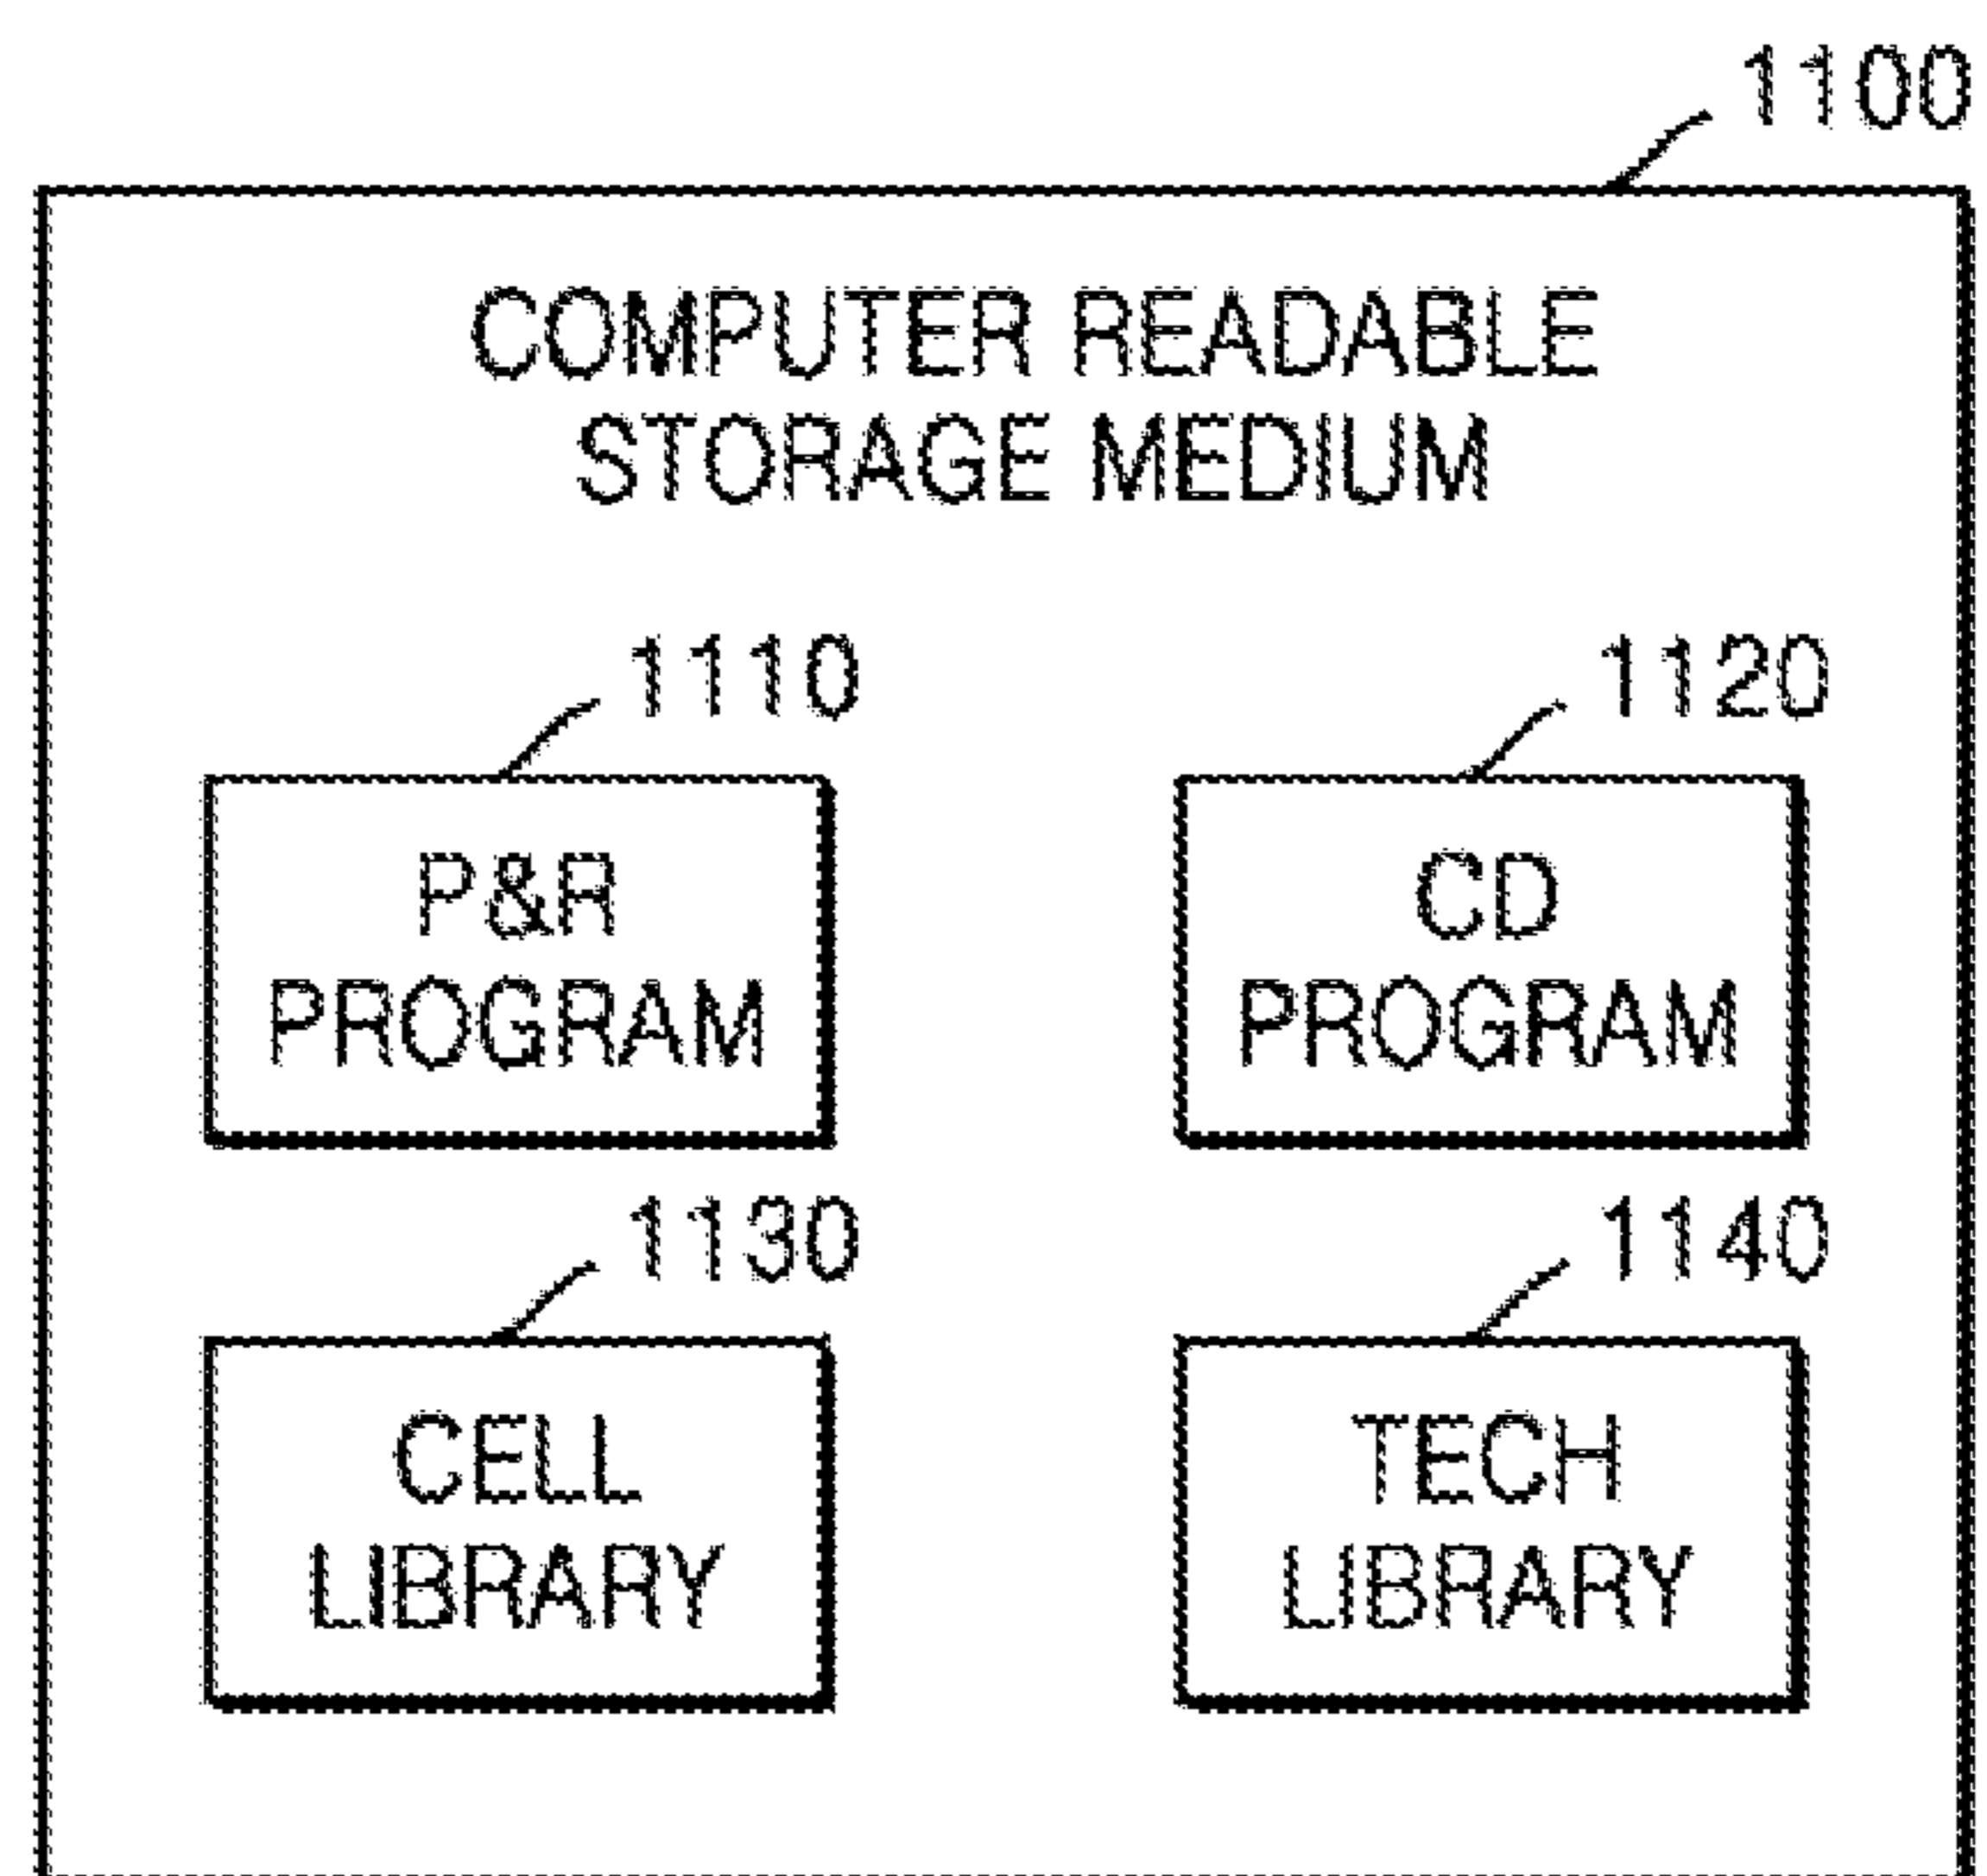 1100
COMPUTER READABLE
STORAGE MEDIUM
1110
P&R
PROGRAM
1120
CD
PROGRAM
1130
CELL
LIBRARY
1140
TECH
LIBRARY